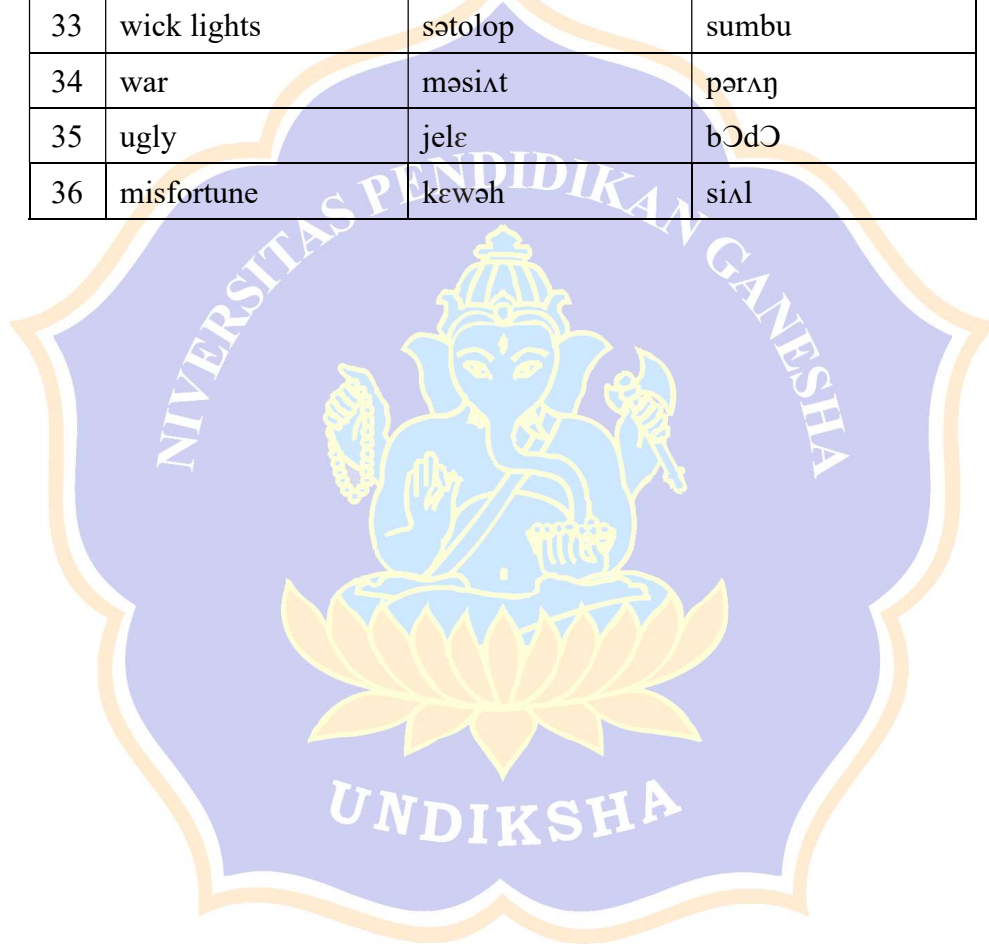 33 wick lights sətolop sumbu
34 war məsiʌt pərʌŋ
35 ugly jelɛ bƆdƆ
36 misfortune kɛwəh siʌl
NIVERSITAS PENDIDIKAN GANESHA
UNDIKSHA